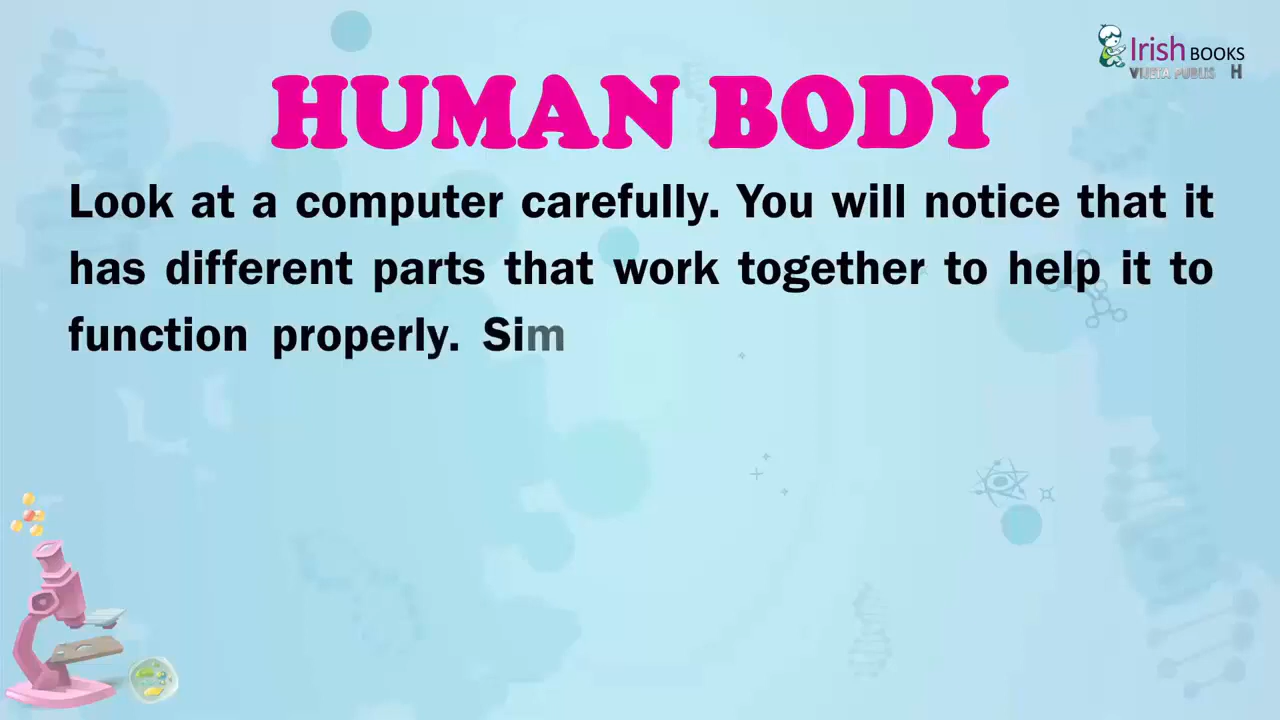 Irish BOOKS
HUMAN BODY
Look at a computer carefully. You will notice that it
has different parts that work together to help it to
function properly. Sim